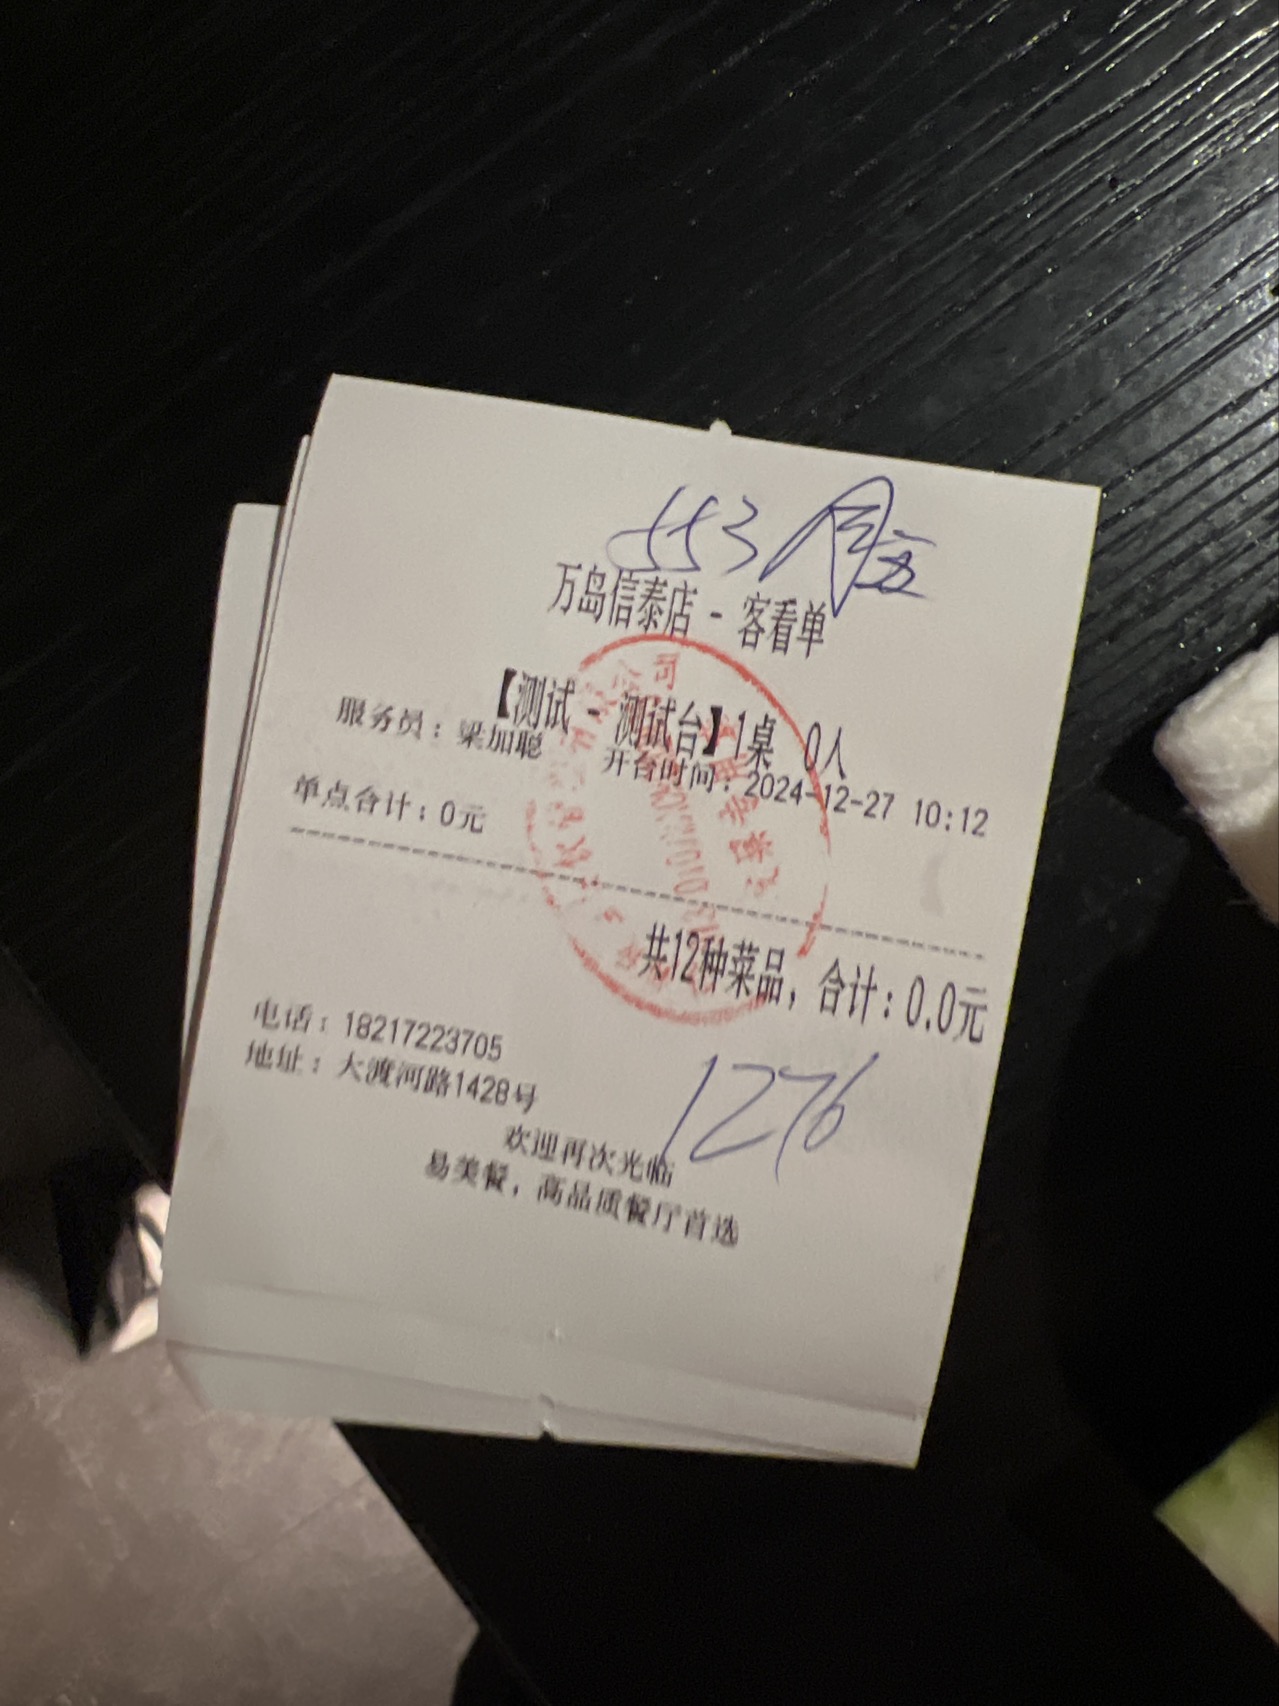 553 周五
万岛信泰店 - 客看单
【测试 - 测试台】1桌 0人
服务员：梁加聪 开台时间：2024-12-27 10:12
单点合计：0元
共12种菜品，合计：0.0元
电话：18217223705
地址：大渡河路1428号
1276
欢迎再次光临
易美餐，高品质餐厅首选